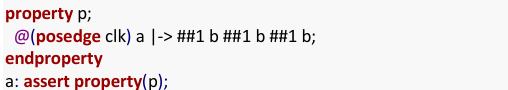 property p;
@(posedge clk) a |-> ##1 b ##1 b ##1 b;
endproperty
a: assert property(p);